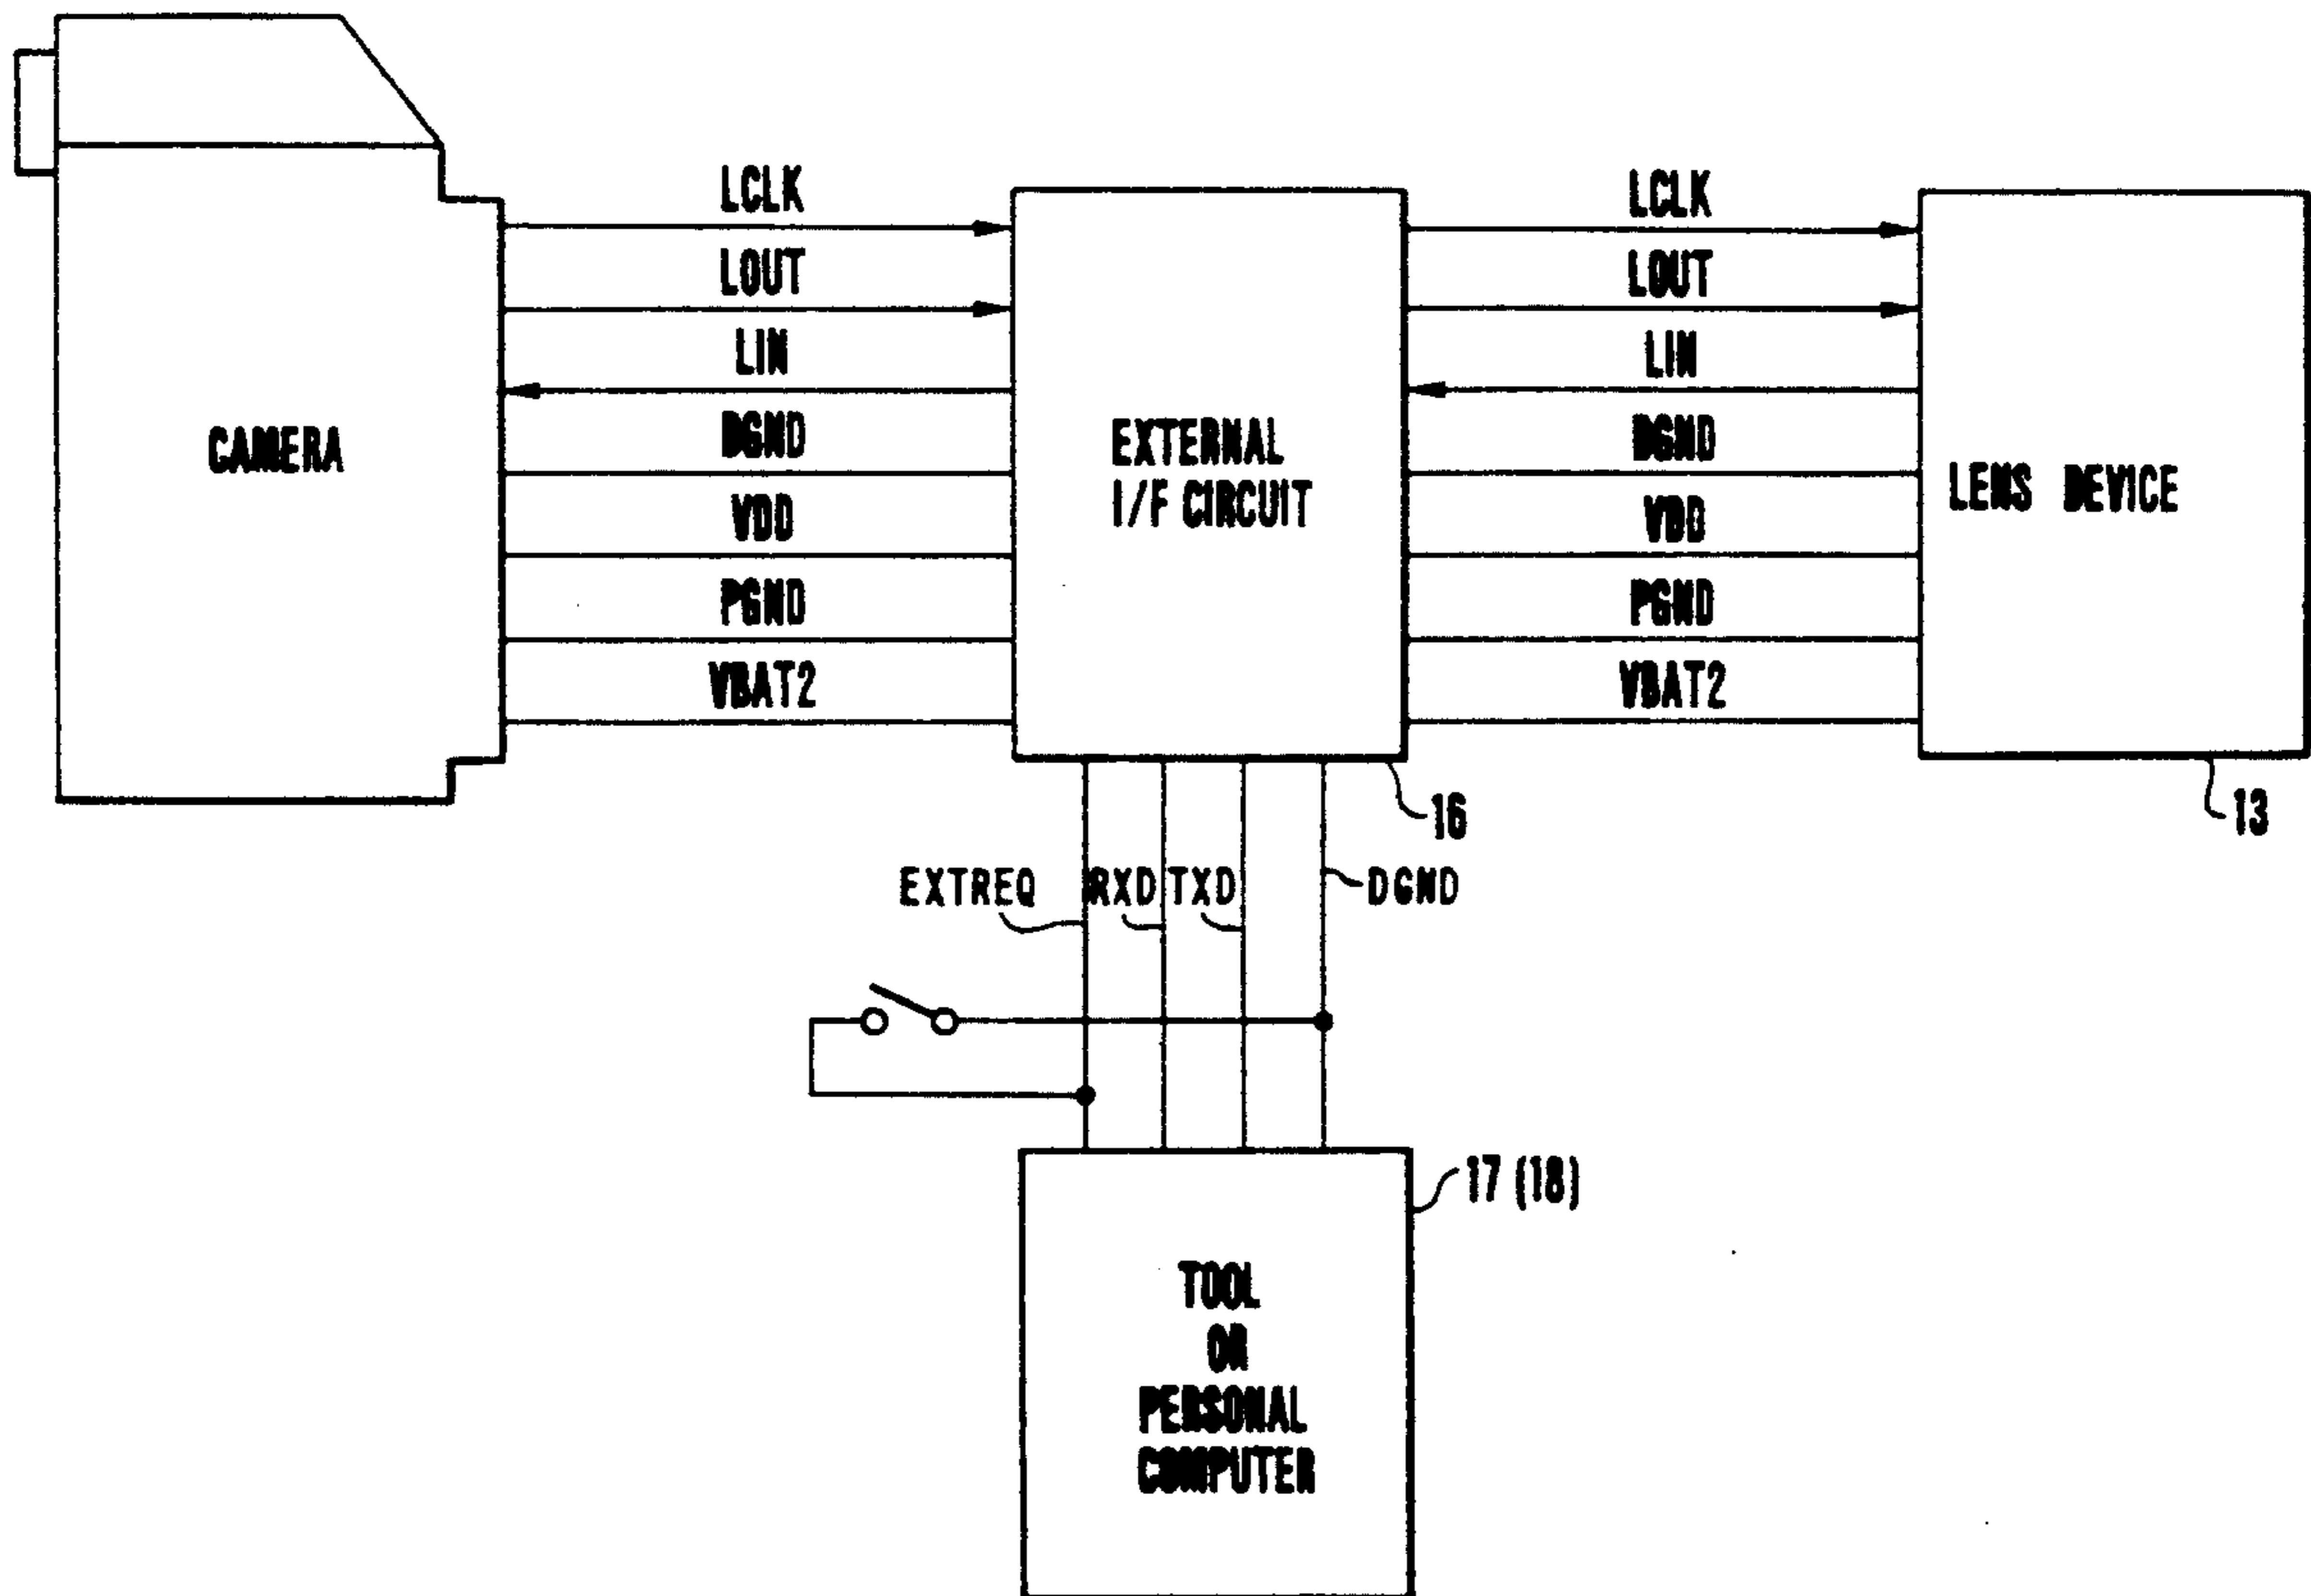 LCLK
LOUT
LIN
DGND
VDD
PGND
VBAT2
CAMERA
EXTERNAL
I/F CIRCUIT
LCLK
LOUT
LIN
DGND
VDD
PGND
VBAT2
LENS DEVICE
16
13
EXTREQ
RXD
TXD
DGND
17 (18)
TOOL
OR
PERSONAL
COMPUTER